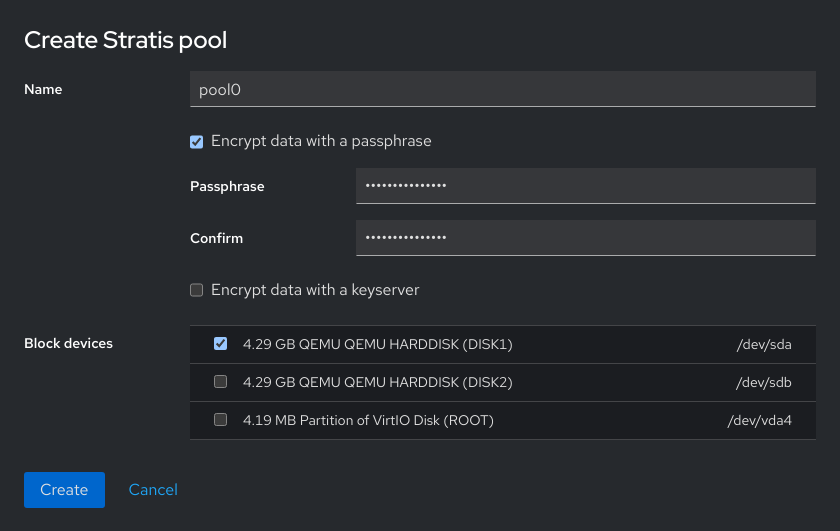 Create Stratis pool
Name pool0
Encrypt data with a passphrase
Passphrase •••••••••••••••
Confirm •••••••••••••••
Encrypt data with a keyserver
Block devices 4.29 GB QEMU QEMU HARDDISK (DISK1) /dev/sda
4.29 GB QEMU QEMU HARDDISK (DISK2) /dev/sdb
4.19 MB Partition of VirtIO Disk (ROOT) /dev/vda4
Create Cancel